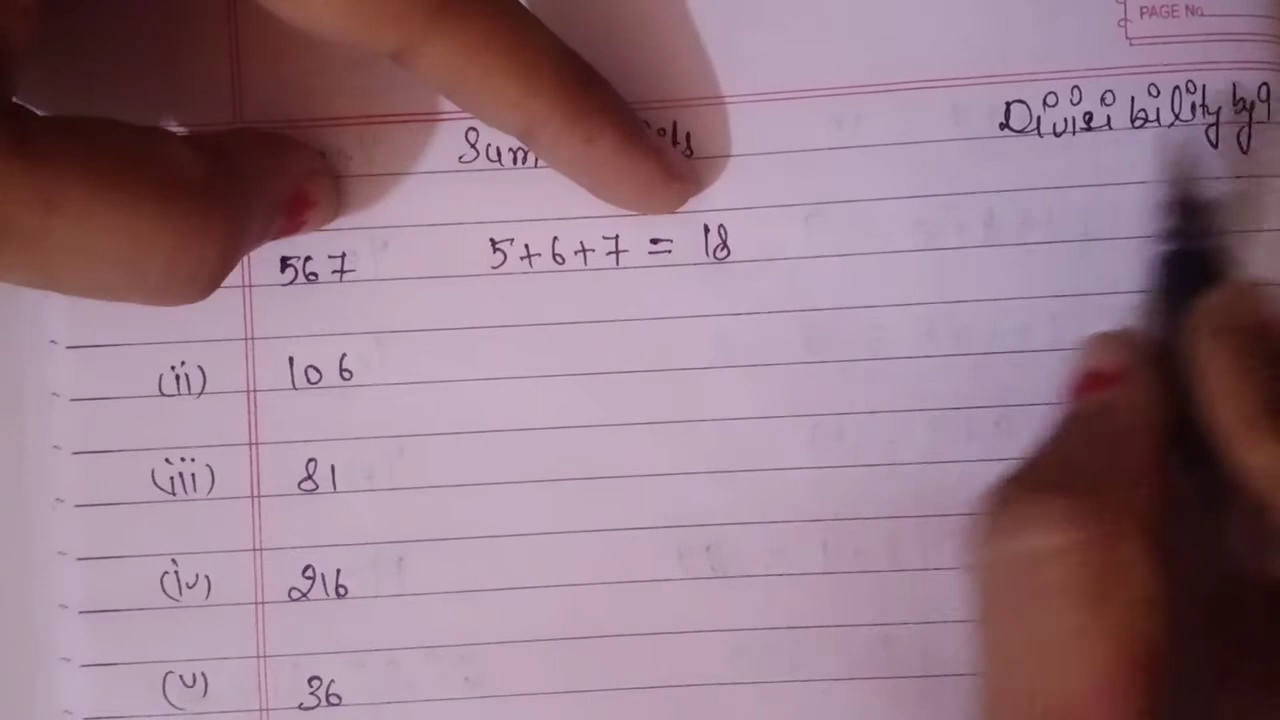 PAGE No
Sum Divisibility by 9
567 5+6+7 = 18
(ii) 106
(iii) 81
(iv) 216
(v) 36